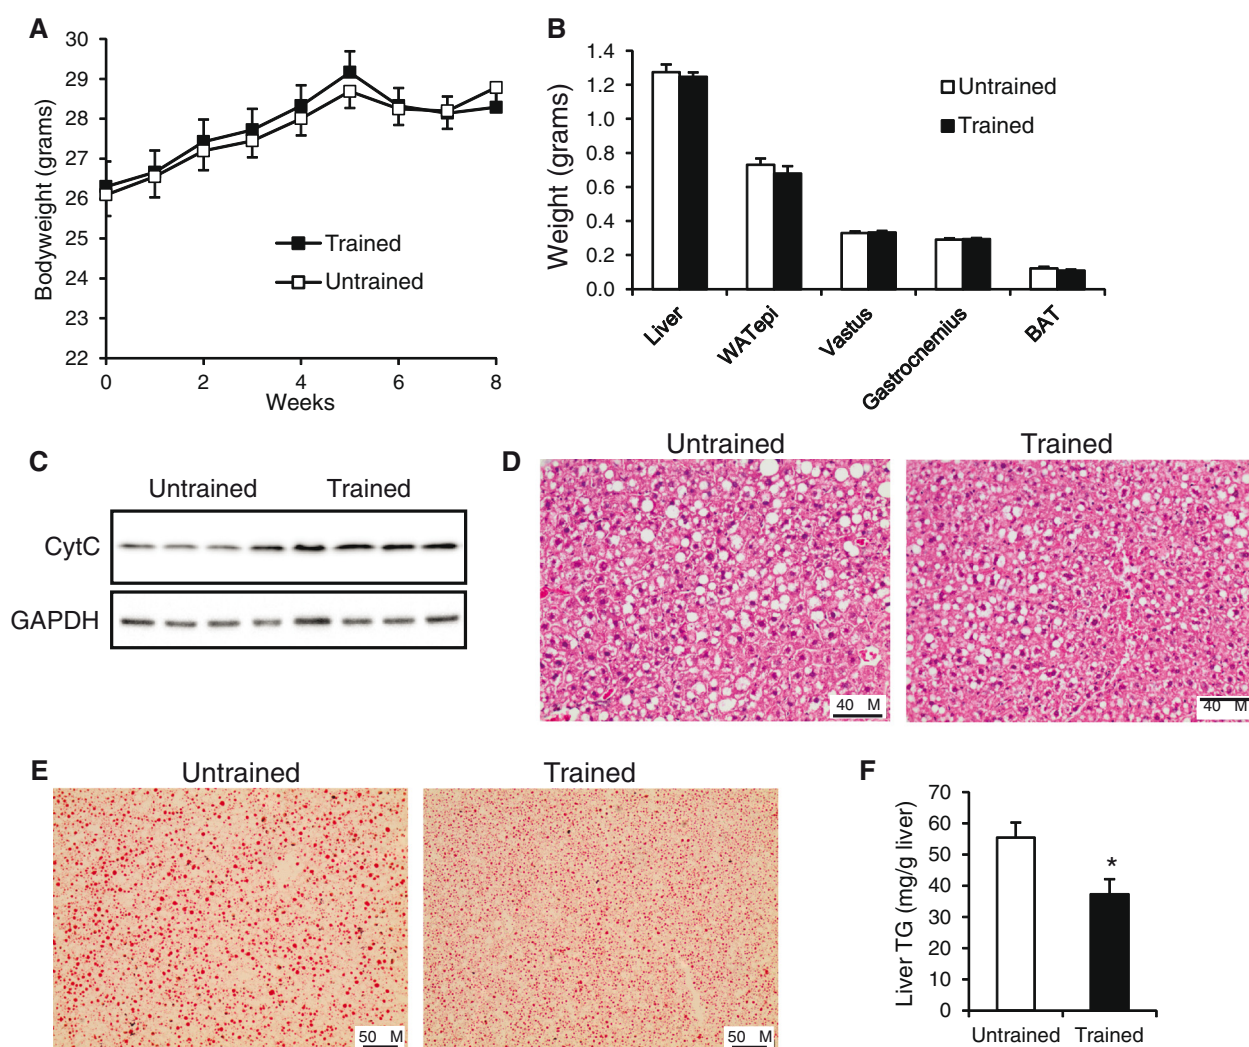 A
30
29
28
27
26
25
24
23
22
Bodyweight (grams)
0
2
4
6
8
Weeks
Trained
Untrained
B
1.4
1.2
1.0
0.8
0.6
0.4
0.2
0.0
Weight (grams)
Untrained
Trained
Liver
WATepi
Vastus
Gastrocnemius
BAT
C
Untrained Trained
CytC
GAPDH
D
Untrained
Trained
40 M
40 M
E
Untrained
Trained
50 M
50 M
F
70
60
50
40
30
20
10
0
Liver TG (mg/g liver)
*
Untrained Trained